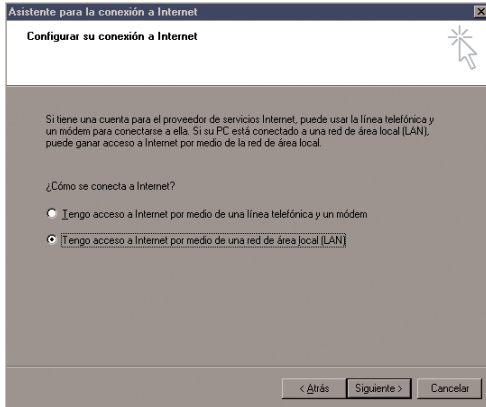 Asistente para la conexión a Internet
Configurar su conexión a Internet
Si tiene una cuenta para el proveedor de servicios Internet, puede usar la línea telefónica y
un módem para conectarse a ella. Si su PC está conectado a una red de área local (LAN),
puede ganar acceso a Internet por medio de la red de área local.
¿Cómo se conecta a Internet?
Tengo acceso a Internet por medio de una línea telefónica y un módem
Tengo acceso a Internet por medio de una red de área local (LAN)
< Atrás
Siguiente >
Cancelar